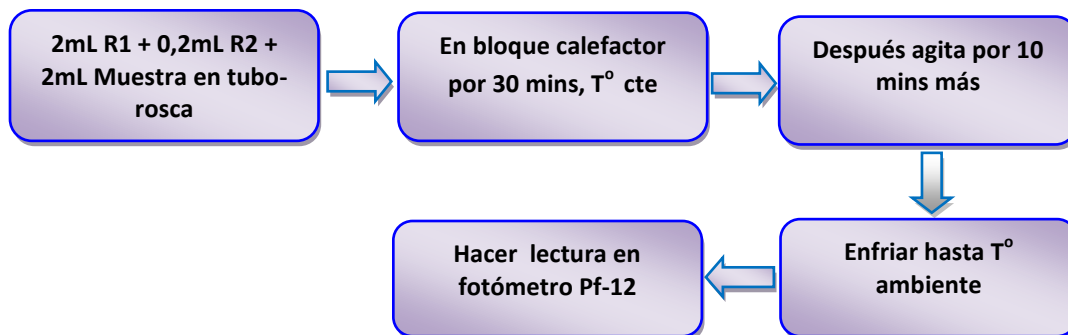 2mL R1 + 0,2mL R2 +
2mL Muestra en tubo-
rosca
En bloque calefactor
por 30 mins, T° cte
Después agita por 10
mins más
Enfriar hasta T°
ambiente
Hacer lectura en
fotómetro Pf-12